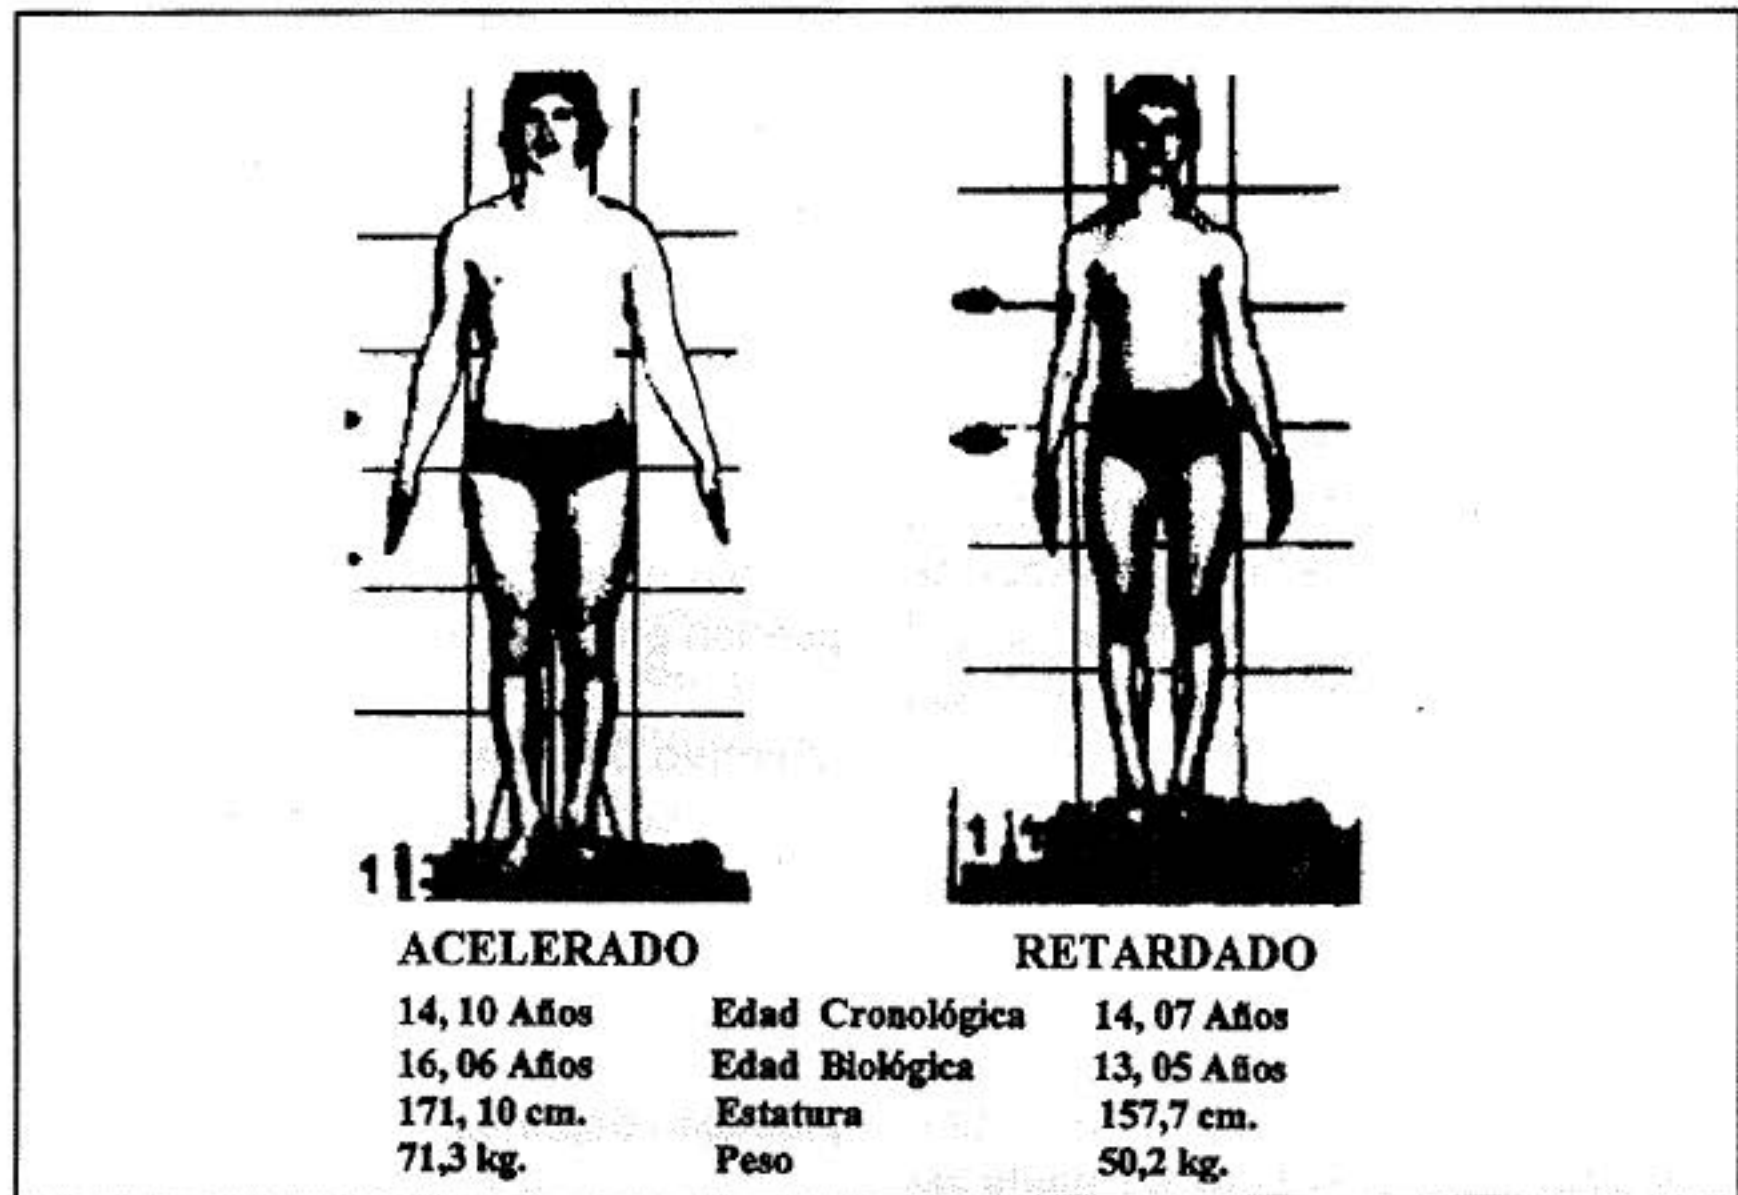 ACELERADO RETARDADO
14, 10 Años Edad Cronológica 14, 07 Años
16, 06 Años Edad Biológica 13, 05 Años
171, 10 cm. Estatura 157,7 cm.
71,3 kg. Peso 50,2 kg.